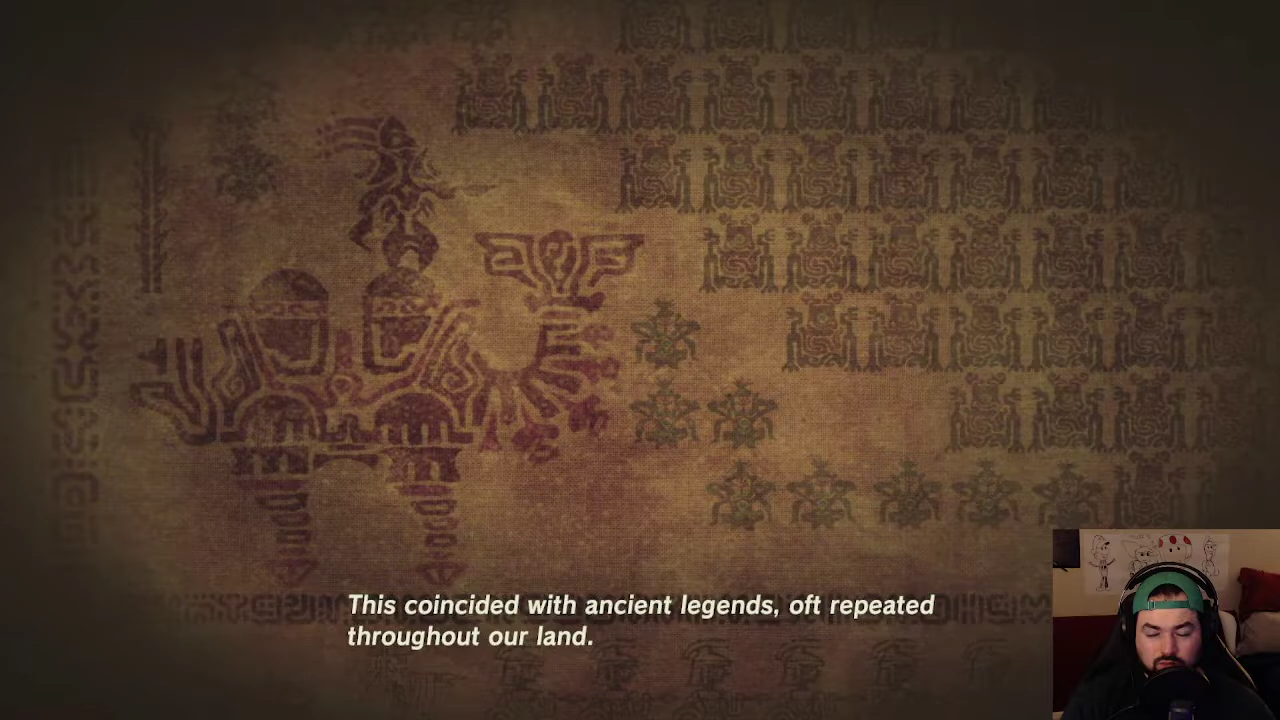 This coincided with ancient legends, oft repeated
throughout our land.